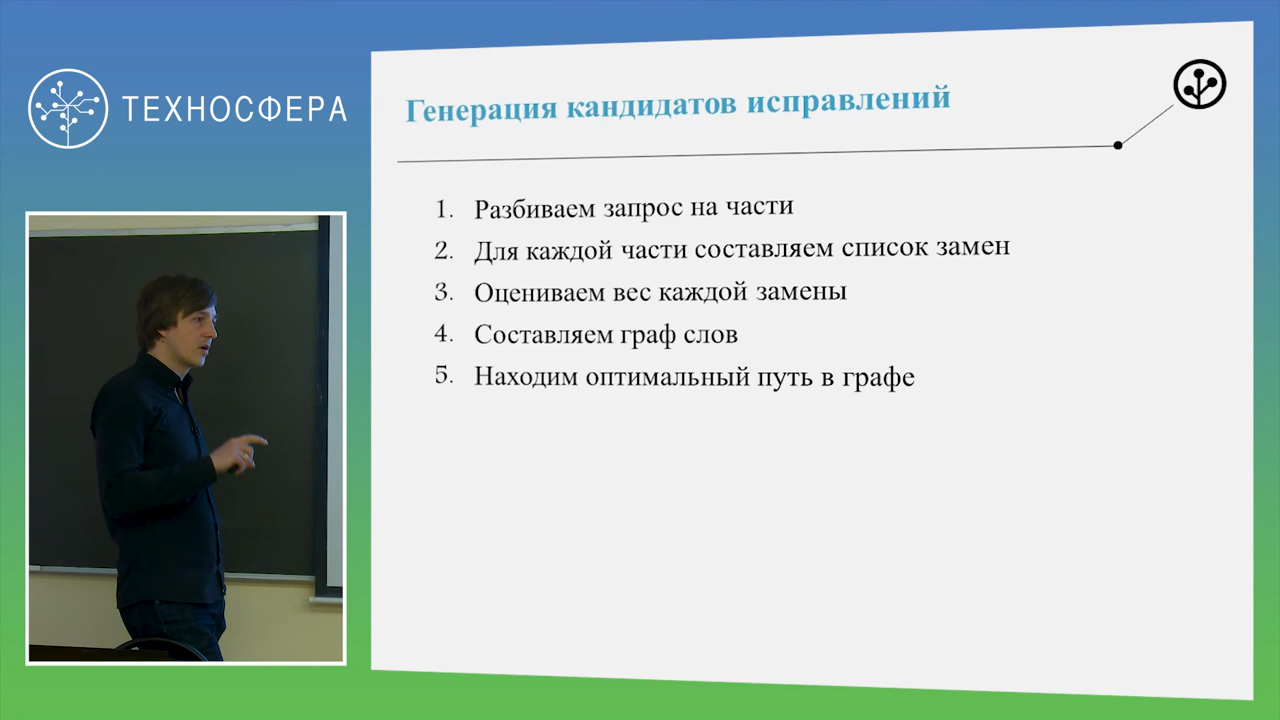 ТЕХНОСФЕРА
Генерация кандидатов исправлений
1. Разбиваем запрос на части
2. Для каждой части составляем список замен
3. Оцениваем вес каждой замены
4. Составляем граф слов
5. Находим оптимальный путь в графе